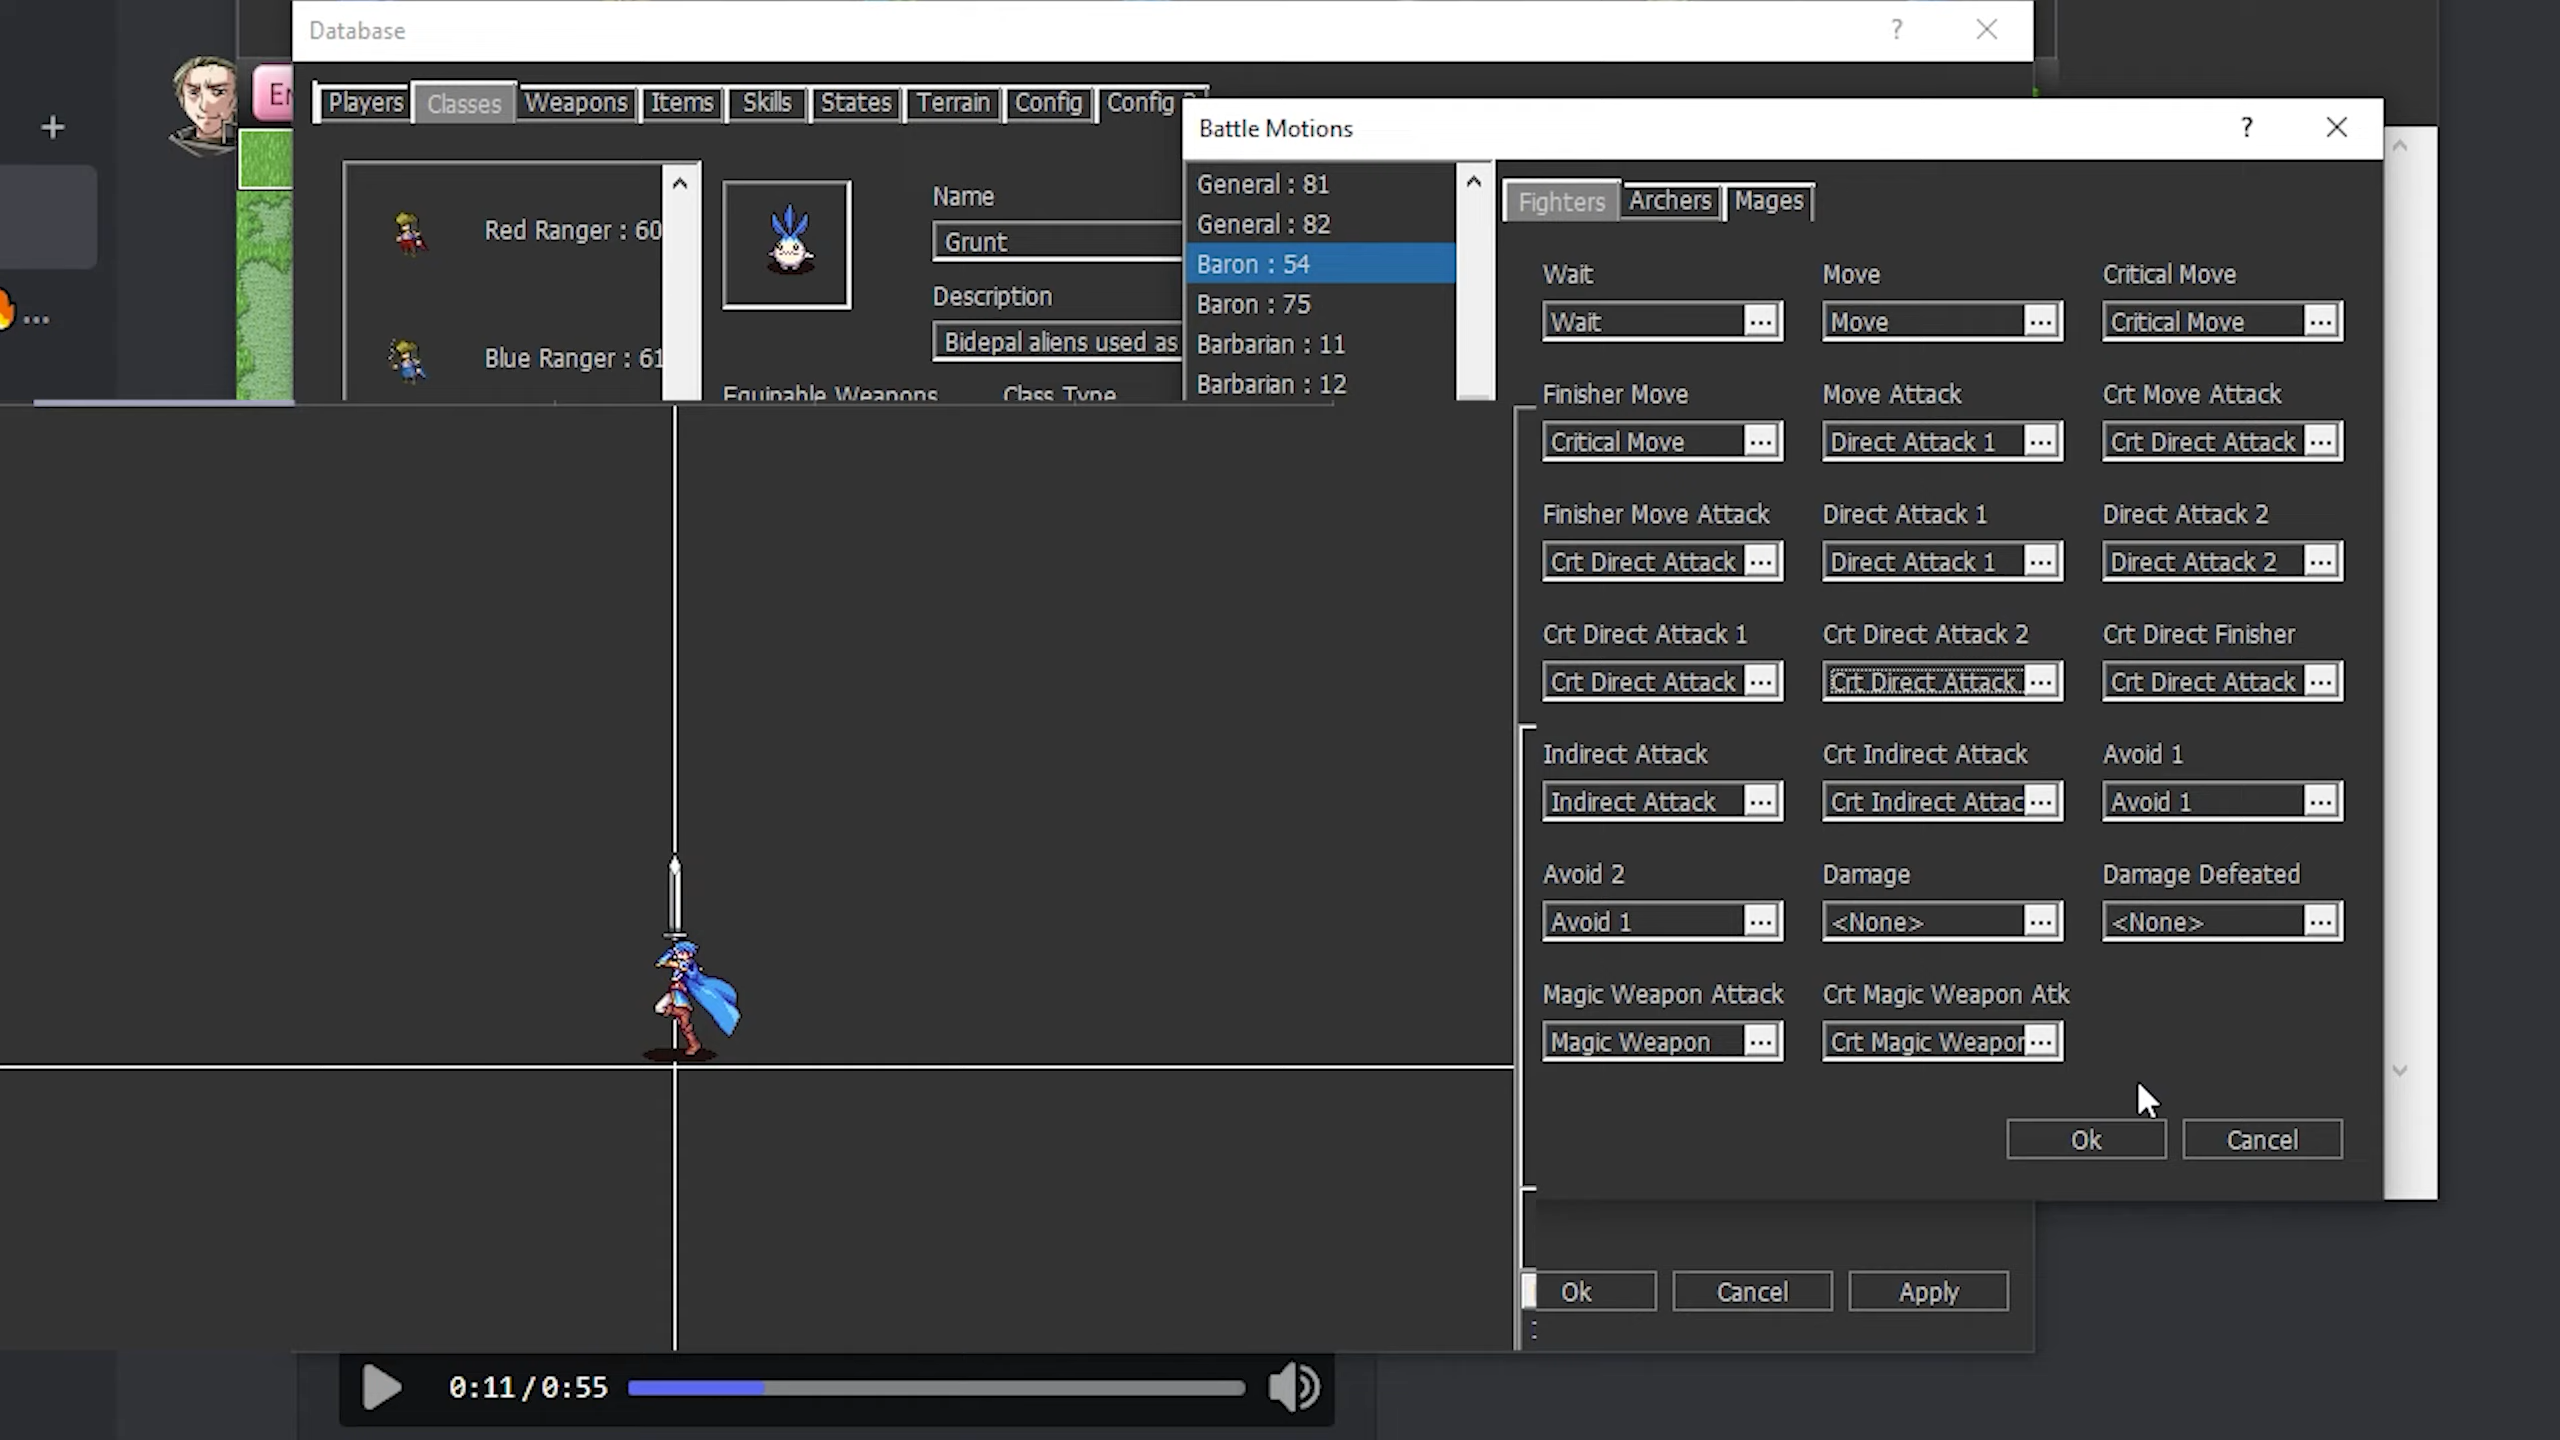 Database
?
Players Classes Weapons Items Skills States Terrain Config Config
Red Ranger : 60
Blue Ranger : 61
Name
Grunt
Description
Bidepal aliens used as
Equipable Weapons
Class Type
Battle Motions
?
General : 81
General : 82
Baron : 54
Baron : 75
Barbarian : 11
Barbarian : 12
Fighters Archers Mages
Wait Move Critical Move
Wait ... Move ... Critical Move ...
Finisher Move Move Attack Crt Move Attack
Critical Move ... Direct Attack 1 ... Crt Direct Attack ...
Finisher Move Attack Direct Attack 1 Direct Attack 2
Crt Direct Attack ... Direct Attack 1 ... Direct Attack 2 ...
Crt Direct Attack 1 Crt Direct Attack 2 Crt Direct Finisher
Crt Direct Attack ... Crt Direct Attack ... Crt Direct Attack ...
Indirect Attack Crt Indirect Attack Avoid 1
Indirect Attack ... Crt Indirect Attac ... Avoid 1 ...
Avoid 2 Damage Damage Defeated
Avoid 1 ... <None> ... <None> ...
Magic Weapon Attack Crt Magic Weapon Atk
Magic Weapon ... Crt Magic Weapon ...
Ok Cancel
Ok Cancel Apply
0:11/0:55